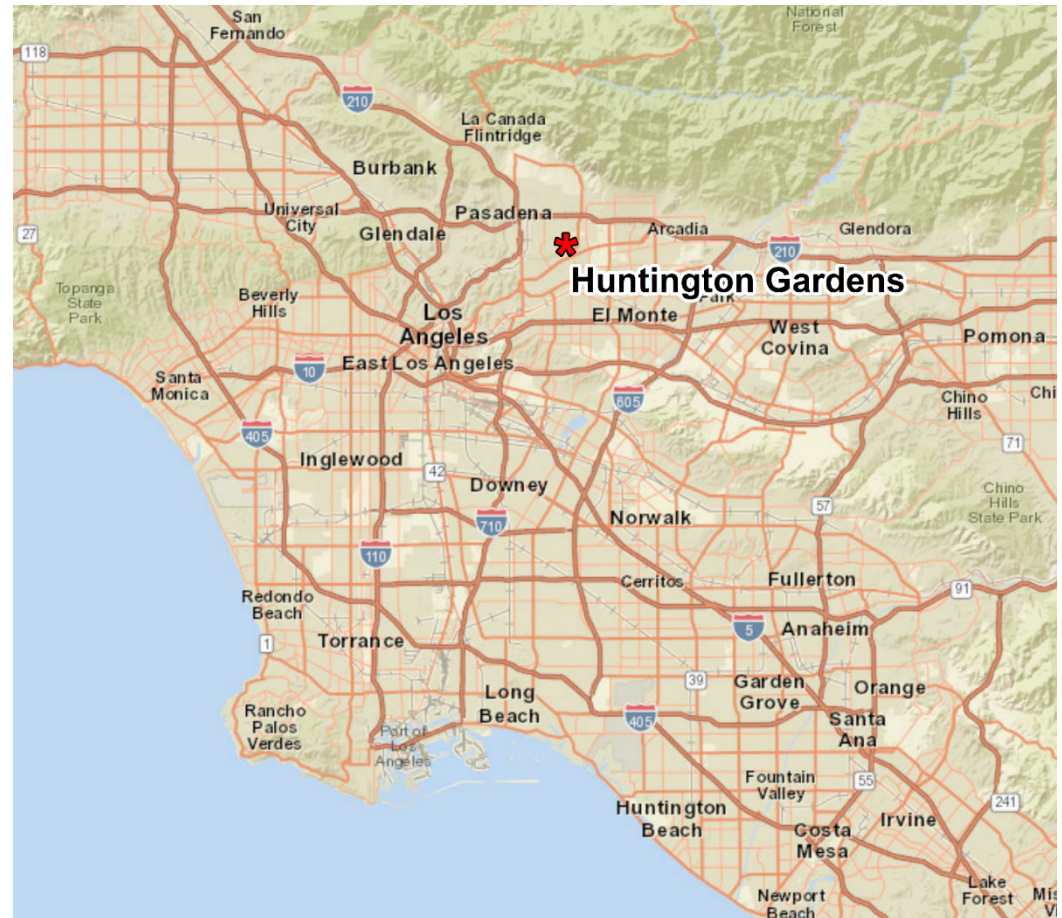 National
Forest
San
Fernando
118
210
La Canada
Flintridge
Burbank
Universal
City
Pasadena
Glendale
Arcadia
Glendora
27
210
Huntington Gardens
Topanga
State
Park
Beverly
Hills
Los
Angeles
El Monte
West
Covina
Pomona
East Los Angeles
10
Santa
Monica
605
Chino
Hills
405
71
Inglewood
42
Downey
Chino
Hills
State Park
57
710
Norwalk
110
Cerritos
Fullerton
91
Redondo
Beach
5
Anaheim
1
Torrance
39
Garden
Grove
Orange
Long
Beach
405
Rancho
Palos
Verdes
Port of
Los
Angeles
Santa
Ana
Fountain
Valley
55
241
Huntington
Beach
Irvine
Costa
Mesa
Lake
Forest
Newport
Beach